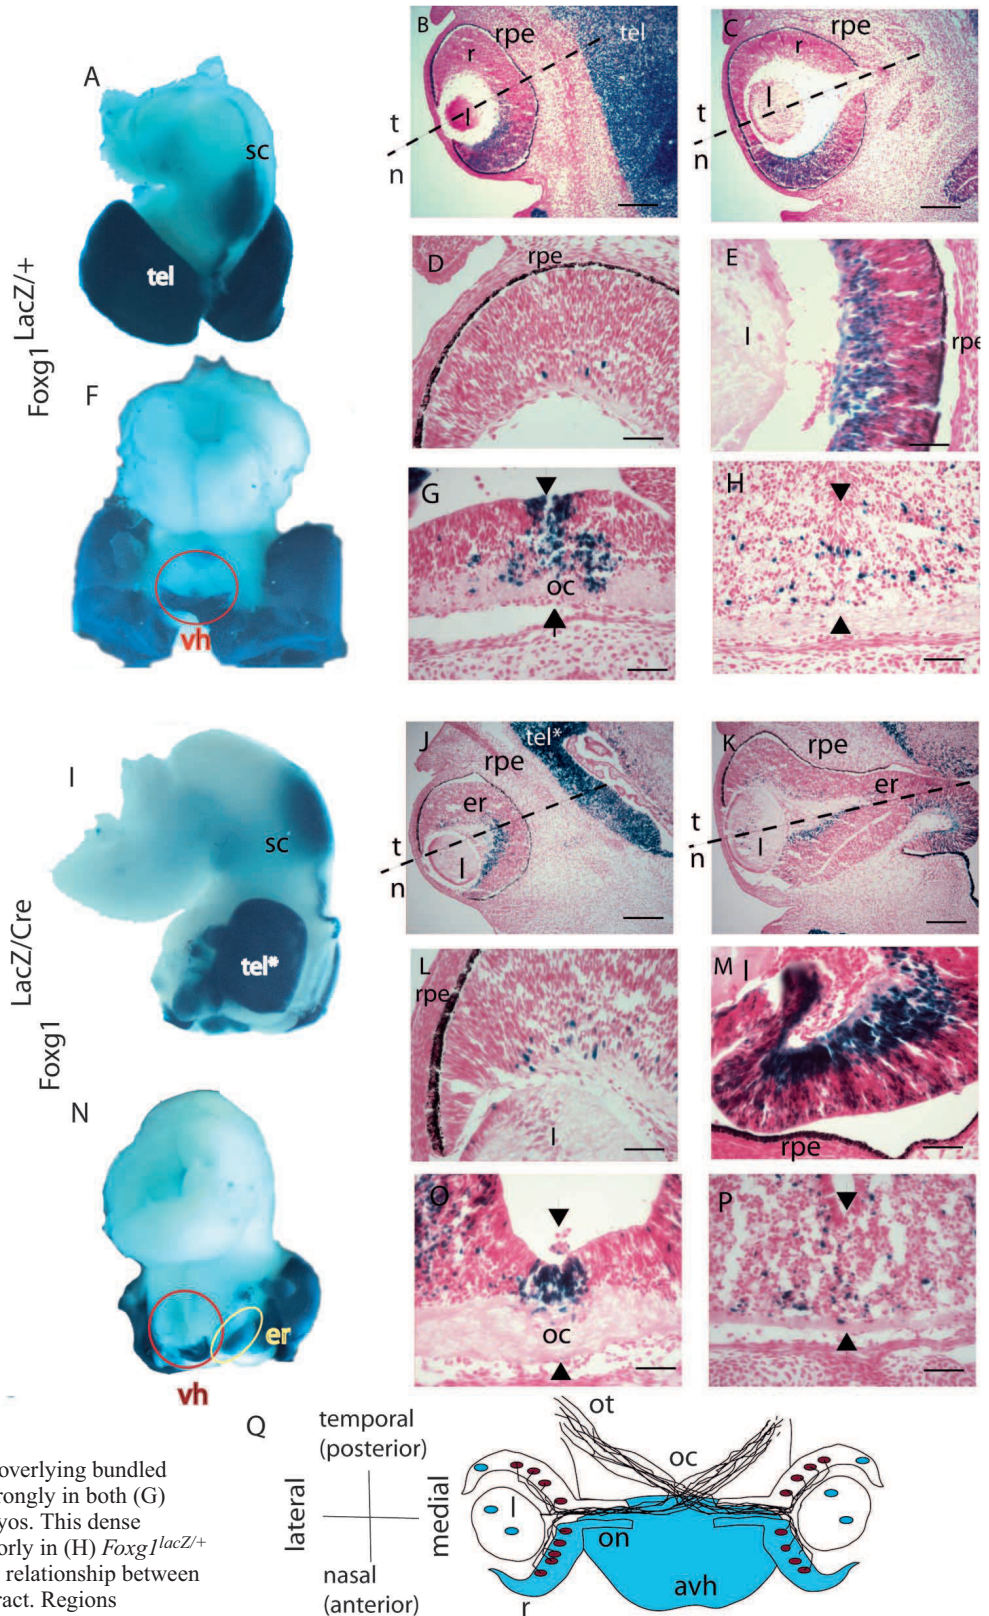 A
sc
tel
Foxg1 LacZ/+
B
rpe
tel
r
l
t
n
C
rpe
l
t
n
D
rpe
E
l
rpe
F
vh
G
oc
H
I
sc
tel*
Foxg1 LacZ/Cre
J
tel*
rpe
er
l
t
n
K
rpe
er
l
t
n
L
rpe
l
M
l
rpe
N
er
vh
O
oc
P
Q
temporal
(posterior)
lateral
medial
nasal
(anterior)
ot
oc
l
on
avh
r
overlying bundled
rongly in both (G)
yos. This dense
orly in (H) Foxg1lacZ/+
relationship between
ract. Regions